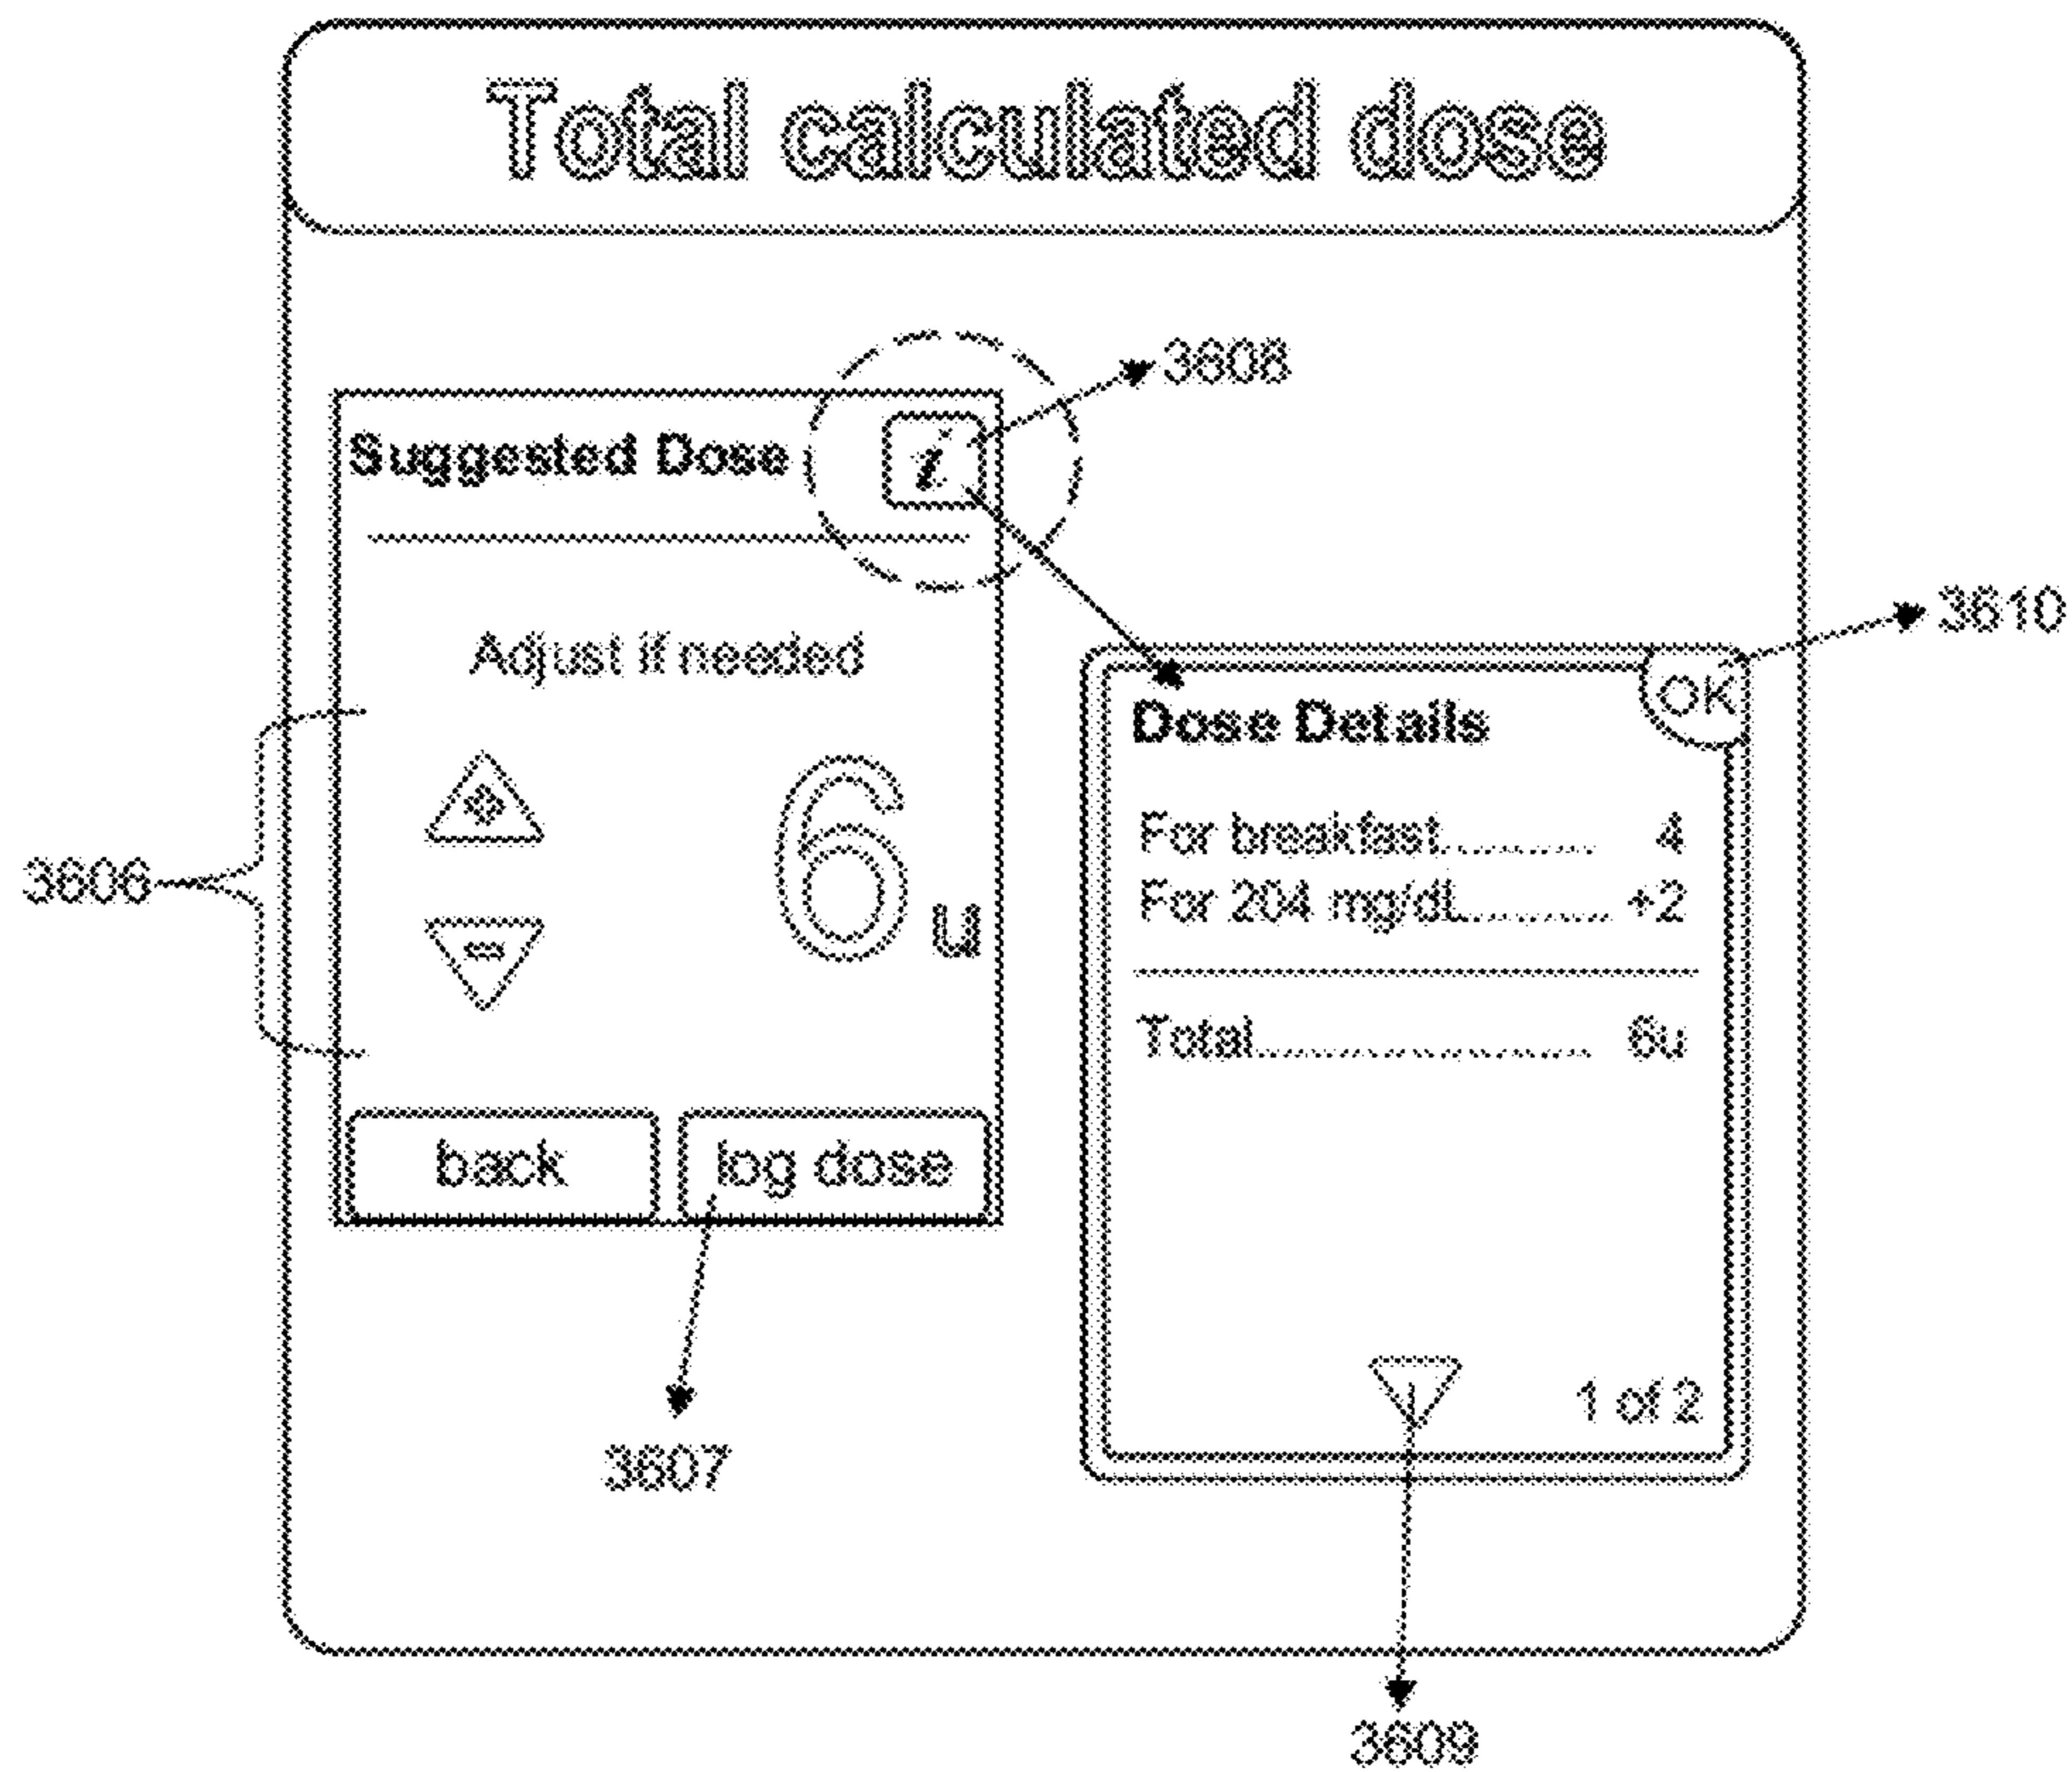 Total calculated dose
3608
Suggested Dose i
3610
Adjust if needed
OK
Dose Details
For breakfast............ 4
For 204 mg/dL............ +2
3606
6u
Total........................ 6u
back
log dose
1 of 2
3607
3609